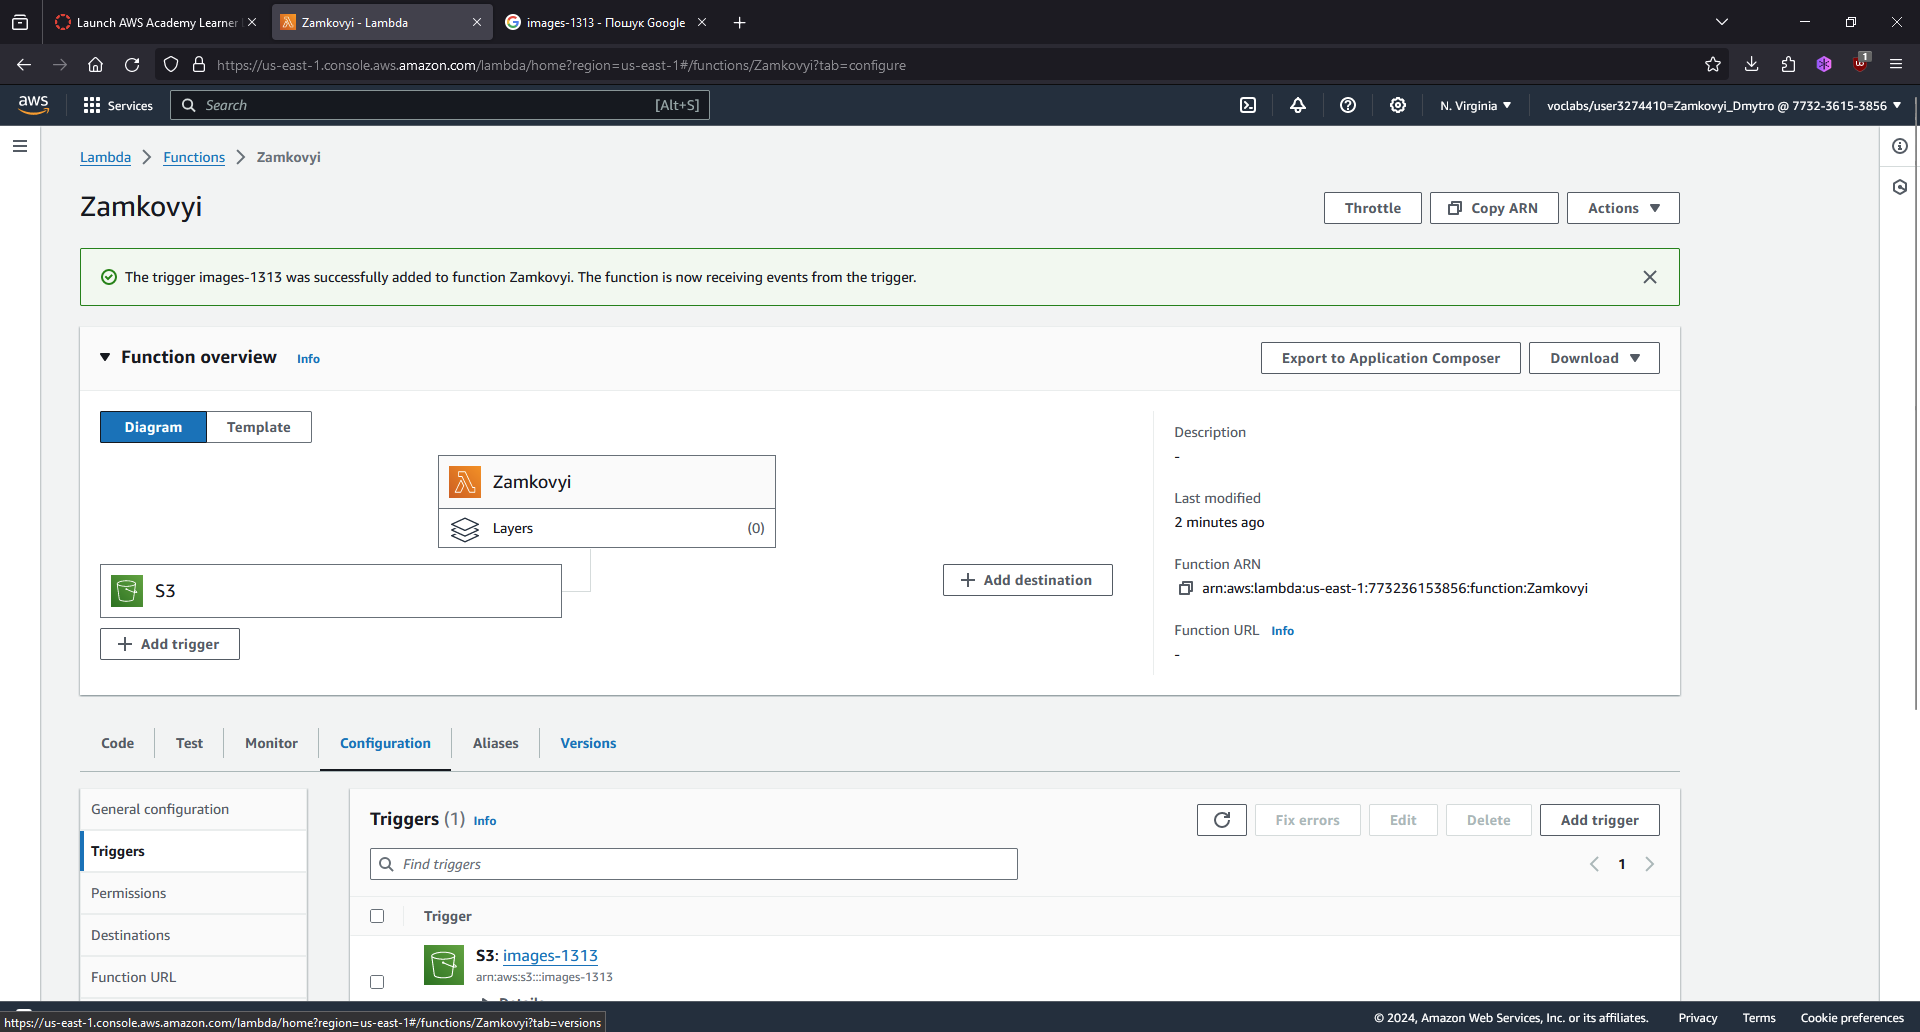 Launch AWS Academy Learner
Zamkovyi - Lambda
images-1313 - Пошук Google
https://us-east-1.console.aws.amazon.com/lambda/home?region=us-east-1#/functions/Zamkovyi?tab=configure
1
aws
Services
Search
[Alt+S]
N. Virginia
voclabs/user3274410=Zamkovyi_Dmytro @ 7732-3615-3856
Lambda
Functions
Zamkovyi
Zamkovyi
Throttle
Copy ARN
Actions
The trigger images-1313 was successfully added to function Zamkovyi. The function is now receiving events from the trigger.
Function overview
Info
Export to Application Composer
Download
Diagram
Template
Zamkovyi
Layers
(0)
S3
Add trigger
Add destination
Description
-
Last modified
2 minutes ago
Function ARN
arn:aws:lambda:us-east-1:773236153856:function:Zamkovyi
Function URL
Info
-
Code
Test
Monitor
Configuration
Aliases
Versions
General configuration
Triggers
Permissions
Destinations
Function URL
Triggers (1)
Info
Fix errors
Edit
Delete
Add trigger
Find triggers
1
Trigger
S3: images-1313
arn:aws:s3:::images-1313
https://us-east-1.console.aws.amazon.com/lambda/home?region=us-east-1#/functions/Zamkovyi?tab=versions
© 2024, Amazon Web Services, Inc. or its affiliates.
Privacy
Terms
Cookie preferences